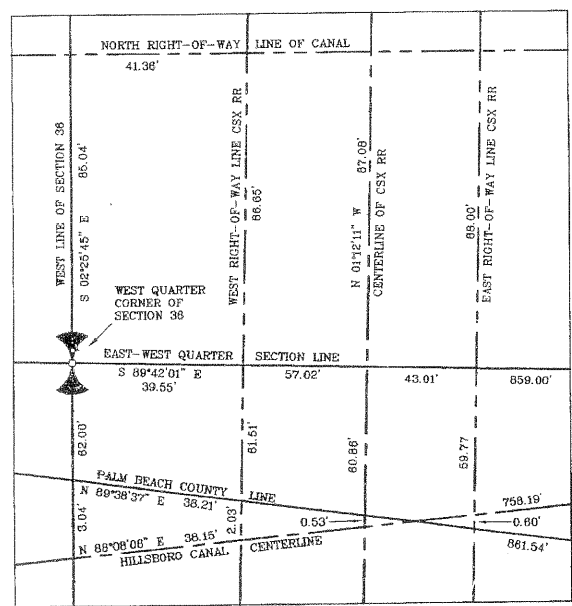 NORTH RIGHT-OF-WAY LINE OF CANAL
41.36'
WEST LINE OF SECTION 36
S 02°25'45" E 85.04'
WEST RIGHT-OF-WAY LINE CSX RR
86.65'
N 01°12'11" W 87.08'
CENTERLINE OF CSX RR
EAST RIGHT-OF-WAY LINE CSX RR
88.00'
WEST QUARTER
CORNER OF
SECTION 36
EAST-WEST QUARTER SECTION LINE
S 89°42'01" E
39.55'
57.02'
43.01'
859.00'
62.00'
61.51'
60.86'
59.77
PALM BEACH COUNTY LINE
N 89°38'37" E 38.21'
3.04'
2.03'
0.53'
0.60'
758.19'
861.54'
N 88°08'06" E 38.15'
HILLSBORO CANAL CENTERLINE